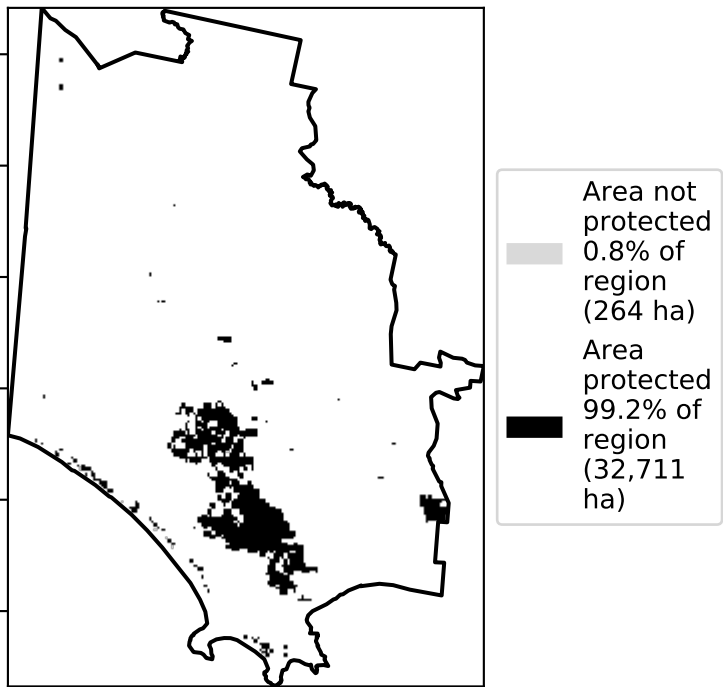 Area not
protected
0.8% of
region
(264 ha)
Area
protected
99.2% of
region
(32,711
ha)